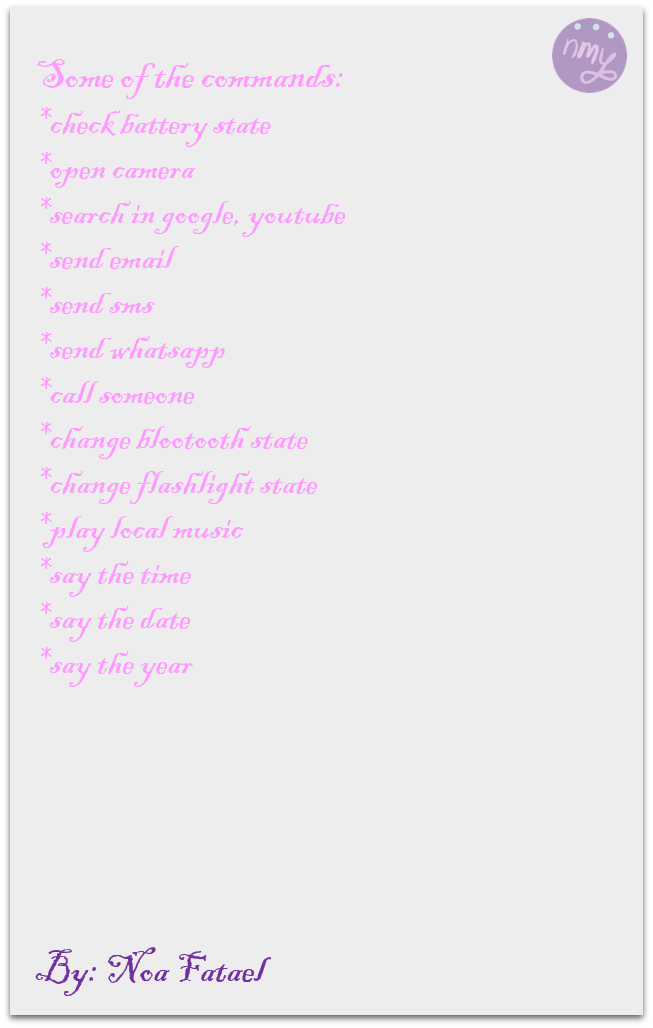 nmy
Some of the commands:
*check battery state
*open camera
*search in google, youtube
*send email
*send sms
*send whatsapp
*call someone
*change blootooth state
*change flashlight state
*play local music
*say the time
*say the date
*say the year
By: Noa Fatael